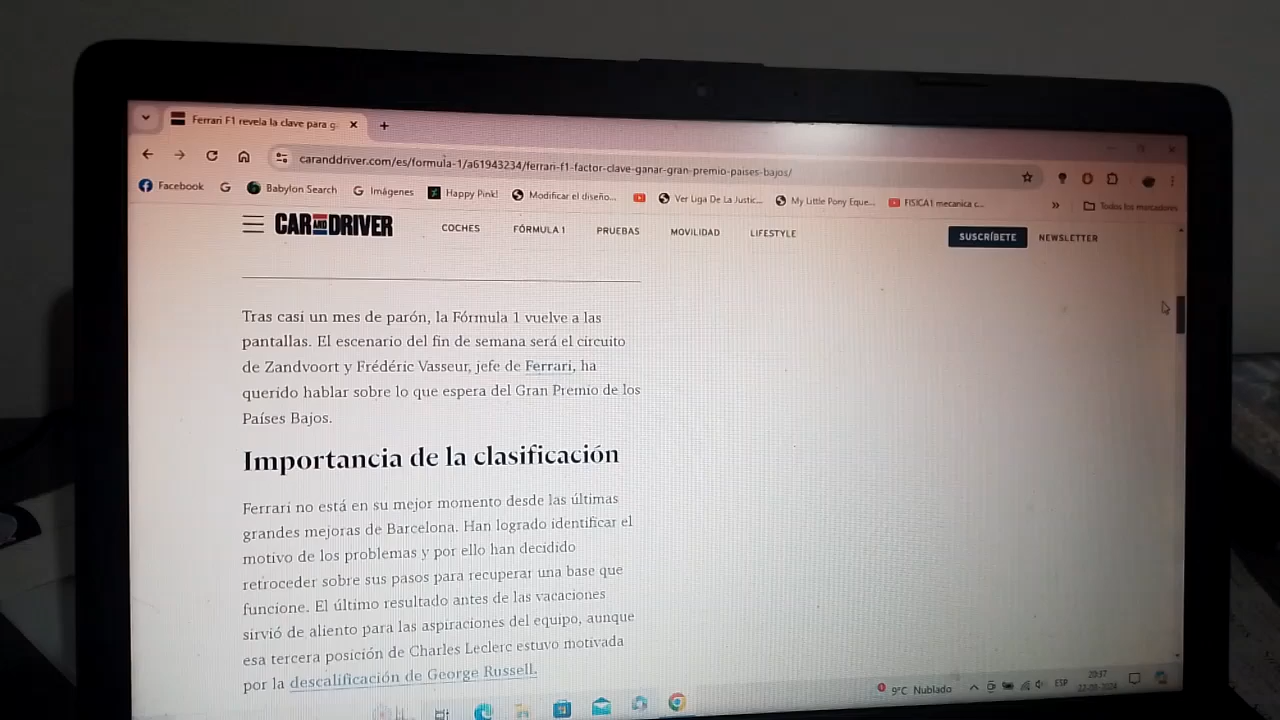 Ferrari F1 revela la clave para g
caranddriver.com/es/formula-1/a61943234/ferrari-f1-factor-clave-ganar-gran-premio-paises-bajos/
Facebook
Babylon Search
Imágenes
Happy Pink!
Modificar el diseño...
Ver Liga De La Justic...
My Little Pony Eque...
FISICA1 mecanica c...
»
Todos los marcadores
CAR AND DRIVER
COCHES
FÓRMULA 1
PRUEBAS
MOVILIDAD
LIFESTYLE
SUSCRÍBETE
NEWSLETTER
Tras casi un mes de parón, la Fórmula 1 vuelve a las
pantallas. El escenario del fin de semana será el circuito
de Zandvoort y Frédéric Vasseur, jefe de Ferrari, ha
querido hablar sobre lo que espera del Gran Premio de los
Países Bajos.
Importancia de la clasificación
Ferrari no está en su mejor momento desde las últimas
grandes mejoras de Barcelona. Han logrado identificar el
motivo de los problemas y por ello han decidido
retroceder sobre sus pasos para recuperar una base que
funcione. El último resultado antes de las vacaciones
sirvió de aliento para las aspiraciones del equipo, aunque
esa tercera posición de Charles Leclerc estuvo motivada
por la descalificación de George Russell.
9°C Nublado
ESP
20:37
22-08-2024